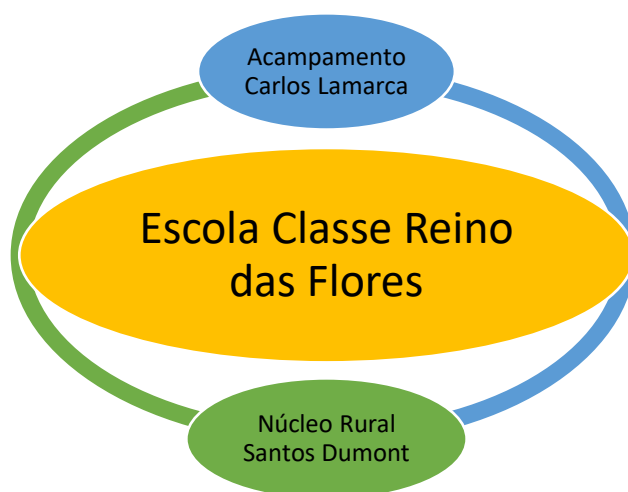 Acampamento
Carlos Lamarca
Escola Classe Reino
das Flores
Núcleo Rural
Santos Dumont